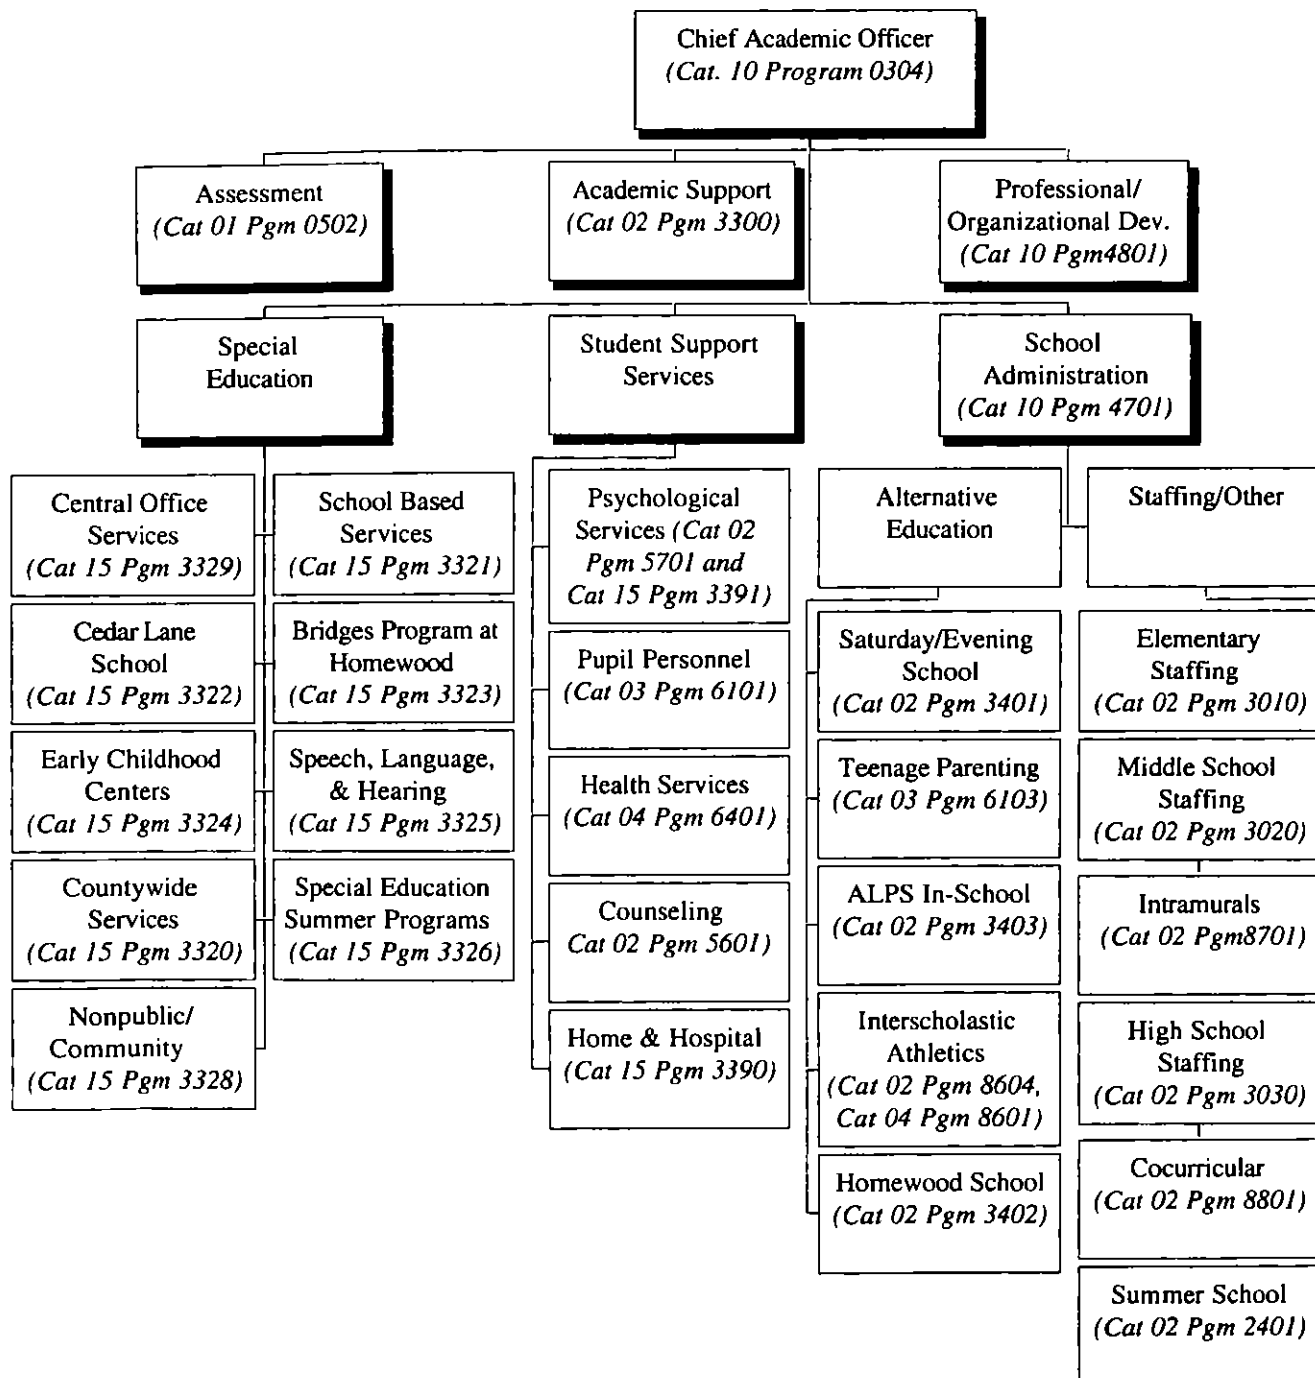 Chief Academic Officer
(Cat. 10 Program 0304)
Assessment
(Cat 01 Pgm 0502)
Academic Support
(Cat 02 Pgm 3300)
Professional/
Organizational Dev.
(Cat 10 Pgm4801)
Special
Education
Student Support
Services
School
Administration
(Cat 10 Pgm 4701)
Central Office
Services
(Cat 15 Pgm 3329)
School Based
Services
(Cat 15 Pgm 3321)
Cedar Lane
School
(Cat 15 Pgm 3322)
Bridges Program at
Homewood
(Cat 15 Pgm 3323)
Early Childhood
Centers
(Cat 15 Pgm 3324)
Speech, Language,
& Hearing
(Cat 15 Pgm 3325)
Countywide
Services
(Cat 15 Pgm 3320)
Special Education
Summer Programs
(Cat 15 Pgm 3326)
Nonpublic/
Community
(Cat 15 Pgm 3328)
Psychological
Services (Cat 02
Pgm 5701 and
Cat 15 Pgm 3391)
Pupil Personnel
(Cat 03 Pgm 6101)
Health Services
(Cat 04 Pgm 6401)
Counseling
Cat 02 Pgm 5601)
Home & Hospital
(Cat 15 Pgm 3390)
Alternative
Education
Saturday/Evening
School
(Cat 02 Pgm 3401)
Teenage Parenting
(Cat 03 Pgm 6103)
ALPS In-School
(Cat 02 Pgm 3403)
Interscholastic
Athletics
(Cat 02 Pgm 8604,
Cat 04 Pgm 8601)
Homewood School
(Cat 02 Pgm 3402)
Staffing/Other
Elementary
Staffing
(Cat 02 Pgm 3010)
Middle School
Staffing
(Cat 02 Pgm 3020)
Intramurals
(Cat 02 Pgm8701)
High School
Staffing
(Cat 02 Pgm 3030)
Cocurricular
(Cat 02 Pgm 8801)
Summer School
(Cat 02 Pgm 2401)